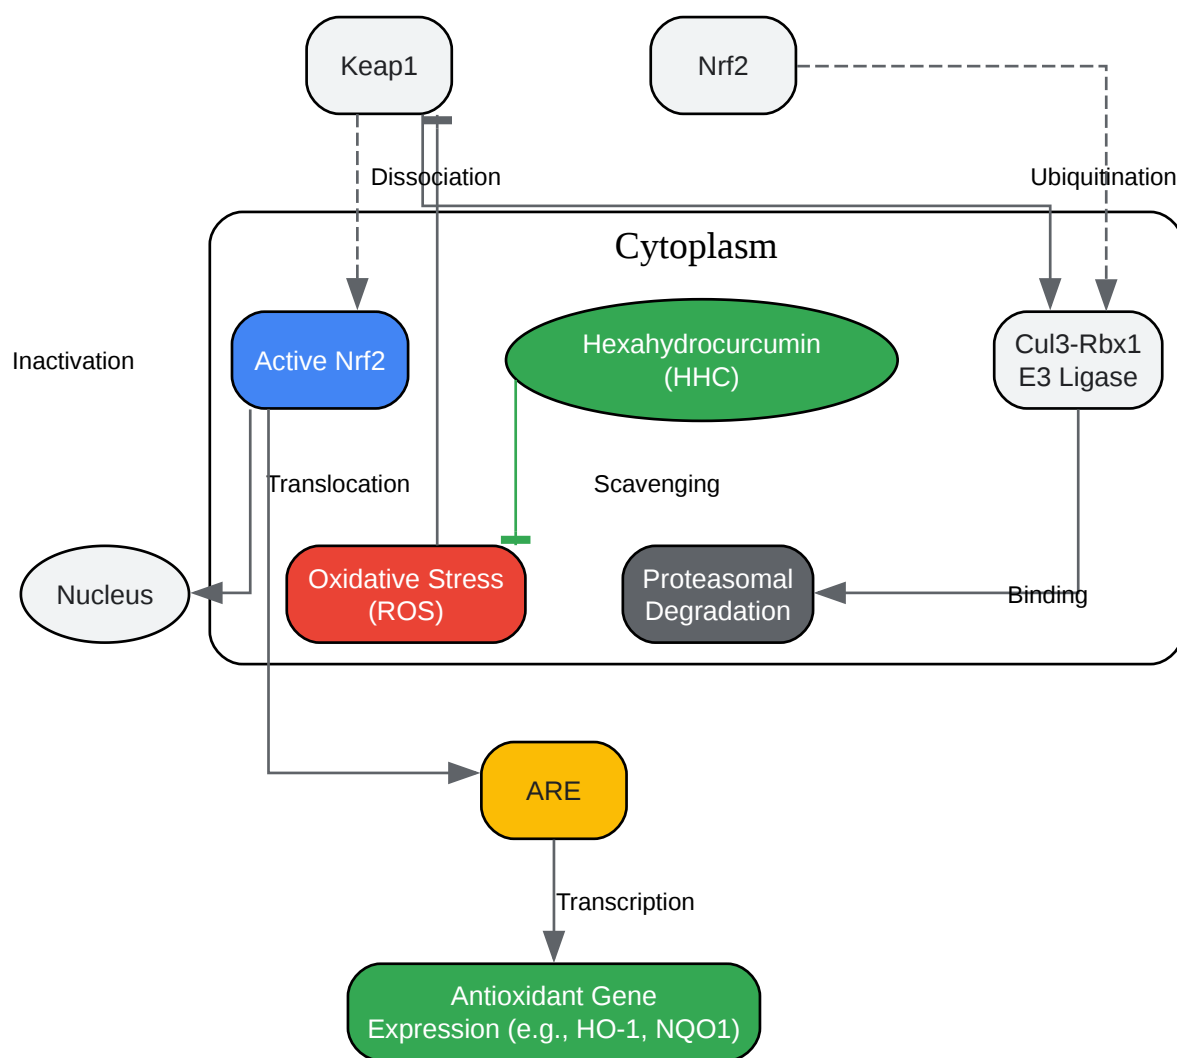 Keap1
Nrf2
Dissociation
Ubiquitination
Cytoplasm
Inactivation
Active Nrf2
Hexahydrocurcumin
(HHC)
Cul3-Rbx1
E3 Ligase
Translocation
Scavenging
Nucleus
Oxidative Stress
(ROS)
Proteasomal
Degradation
Binding
ARE
Transcription
Antioxidant Gene
Expression (e.g., HO-1, NQO1)